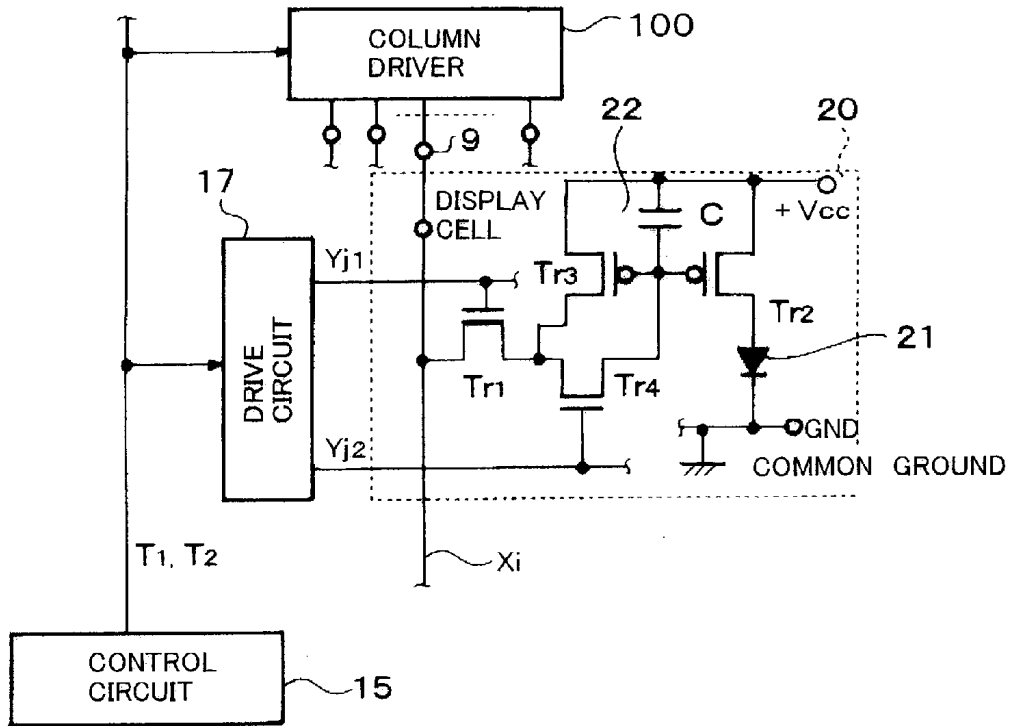 COLUMN
DRIVER
100
9
22
20
17
DISPLAY
CELL
C
+ Vcc
Yj1
Tr3
Tr2
DRIVE
CIRCUIT
21
Tr1
Tr4
GND
Yj2
COMMON GROUND
T1, T2
Xi
CONTROL
CIRCUIT
15